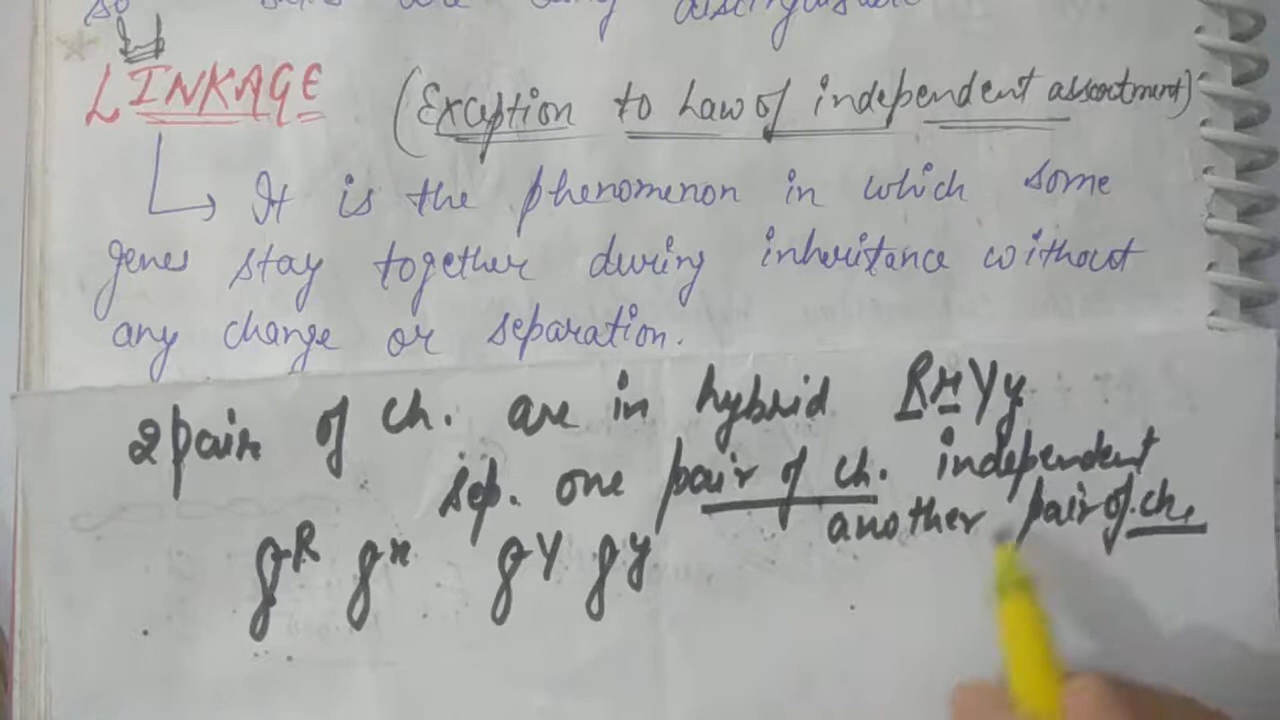 so
LINKAGE (Exception to Law of independent assortment)
It is the phenomenon in which some
genes stay together during inheritance without
any change or separation.
2 pair of ch. are in hybrid RrYy
sep. one pair of ch. independent
another pair of ch.
gR gr gY gy